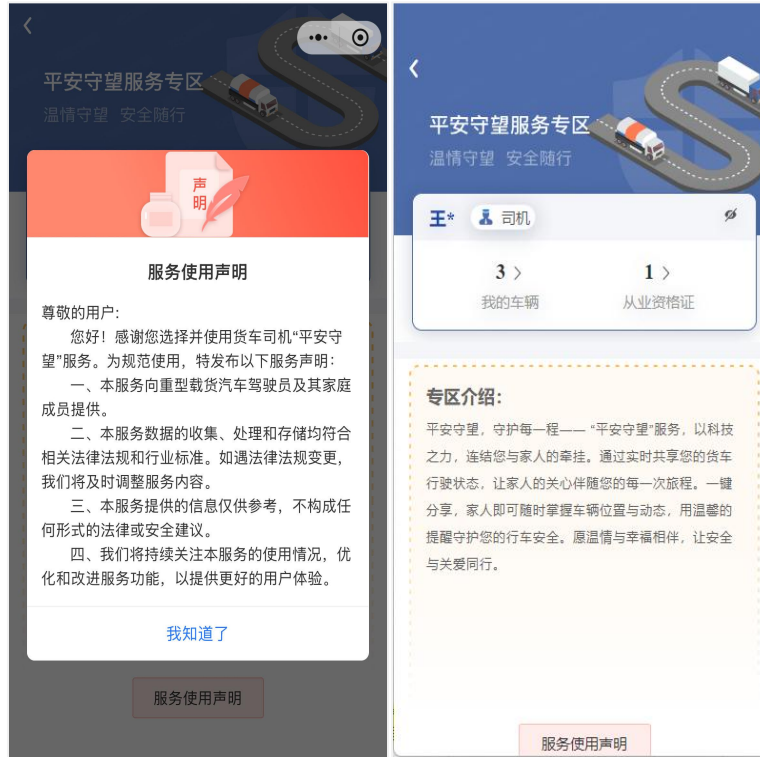 平安守望服务专区
温情守望 安全随行
声
明
服务使用声明
尊敬的用户:
您好！感谢您选择并使用货车司机“平安守
望”服务。为规范使用，特发布以下服务声明：
一、本服务向重型载货汽车驾驶员及其家庭
成员提供。
二、本服务数据的收集、处理和存储均符合
相关法律法规和行业标准。如遇法律法规变更，
我们将及时调整服务内容。
三、本服务提供的信息仅供参考，不构成任
何形式的法律或安全建议。
四、我们将持续关注本服务的使用情况，优
化和改进服务功能，以提供更好的用户体验。
我知道了
服务使用声明
平安守望服务专区
温情守望 安全随行
王* 司机
3 1
我的车辆 从业资格证
专区介绍：
平安守望，守护每一程—— “平安守望”服务，以科技
之力，连结您与家人的牵挂。通过实时共享您的货车
行驶状态，让家人的关心伴随您的每一次旅程。一键
分享，家人即可随时掌握车辆位置与动态，用温馨的
提醒守护您的行车安全。愿温情与幸福相伴，让安全
与关爱同行。
服务使用声明